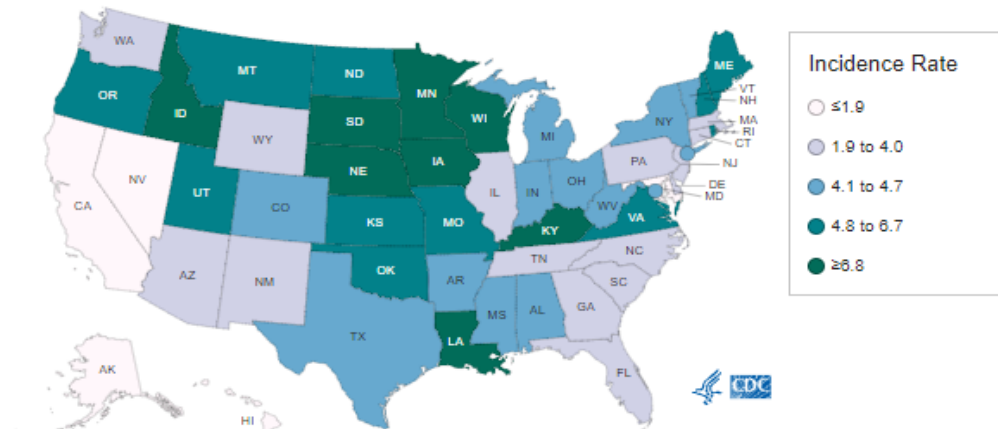 WA
MT
ND
ME
OR
MN
VT
NH
ID
SD
WI
NY
MA
RI
CT
WY
MI
IA
PA
NJ
NE
NV
IL
IN
OH
DE
MD
UT
CO
WV
VA
CA
KS
MO
KY
NC
TN
AZ
NM
OK
AR
SC
MS
AL
GA
TX
LA
FL
AK
HI
CDC
Incidence Rate
≤1.9
1.9 to 4.0
4.1 to 4.7
4.8 to 6.7
≥6.8